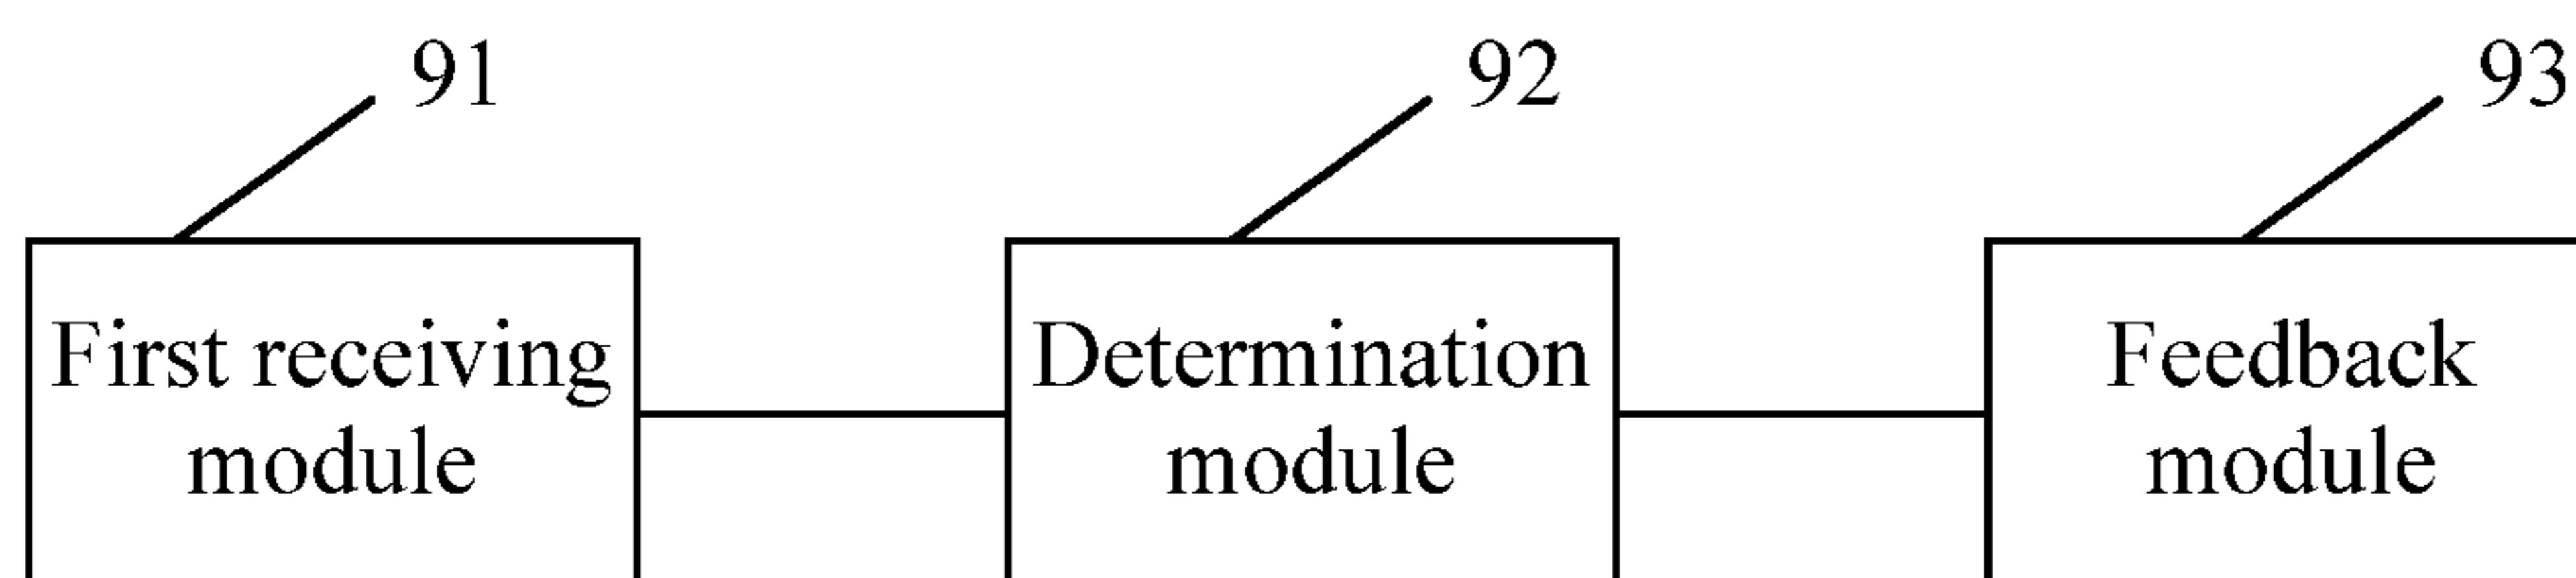 91
92
93
First receiving
module
Determination
module
Feedback
module